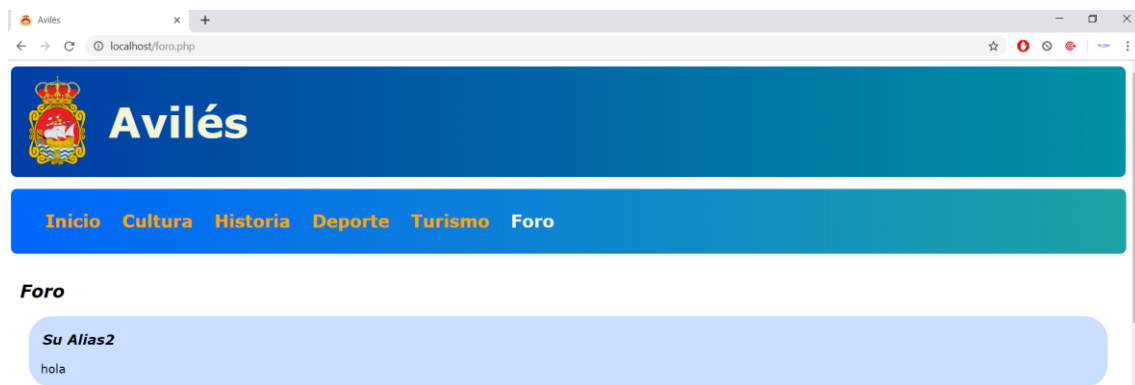 Avilés
localhost/foro.php
Avilés
Inicio Cultura Historia Deporte Turismo Foro
Foro
Su Alias2
hola